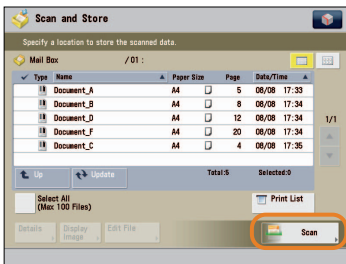 Scan and Store
Specify a location to store the scanned data.
Mail Box /01 :
✓ Type Name ▲ Paper Size Page Date/Time ▲
Document_A A4 5 08/08 17:33
Document_B A4 8 08/08 17:34
Document_D A4 12 08/08 17:34
Document_F A4 20 08/08 17:34
Document_C A4 4 08/08 17:35
1/1
Up Update Total:5 Selected:0
Select All
(Max 100 Files)
Print List
Details Display
Image
Edit File Scan